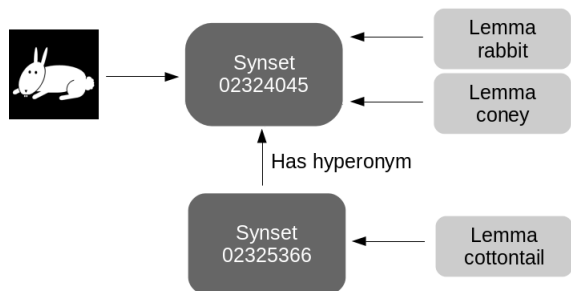 Synset
02324045
Lemma
rabbit
Lemma
coney
Has hyperonym
Synset
02325366
Lemma
cottontail